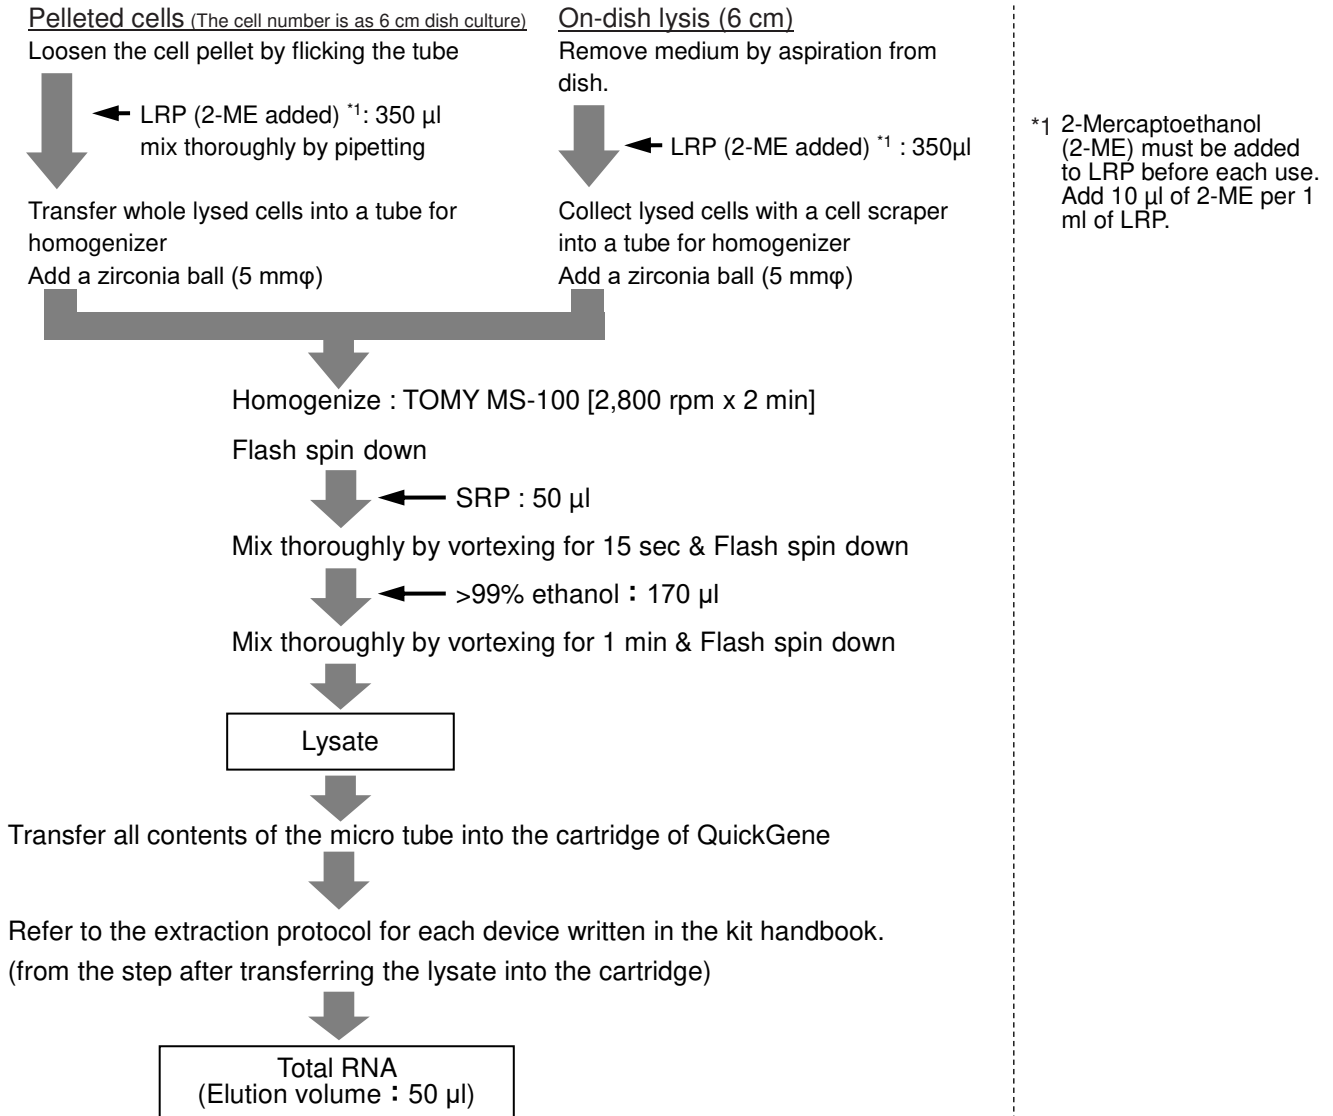 Pelleted cells (The cell number is as 6 cm dish culture)
Loosen the cell pellet by flicking the tube
LRP (2-ME added) *1: 350 µl
mix thoroughly by pipetting
Transfer whole lysed cells into a tube for
homogenizer
Add a zirconia ball (5 mmφ)
On-dish lysis (6 cm)
Remove medium by aspiration from
dish.
LRP (2-ME added) *1 : 350µl
Collect lysed cells with a cell scraper
into a tube for homogenizer
Add a zirconia ball (5 mmφ)
*1 2-Mercaptoethanol
(2-ME) must be added
to LRP before each use.
Add 10 µl of 2-ME per 1
ml of LRP.
Homogenize : TOMY MS-100 [2,800 rpm x 2 min]
Flash spin down
SRP : 50 µl
Mix thoroughly by vortexing for 15 sec & Flash spin down
>99% ethanol：170 µl
Mix thoroughly by vortexing for 1 min & Flash spin down
Lysate
Transfer all contents of the micro tube into the cartridge of QuickGene
Refer to the extraction protocol for each device written in the kit handbook.
(from the step after transferring the lysate into the cartridge)
Total RNA
(Elution volume：50 µl)